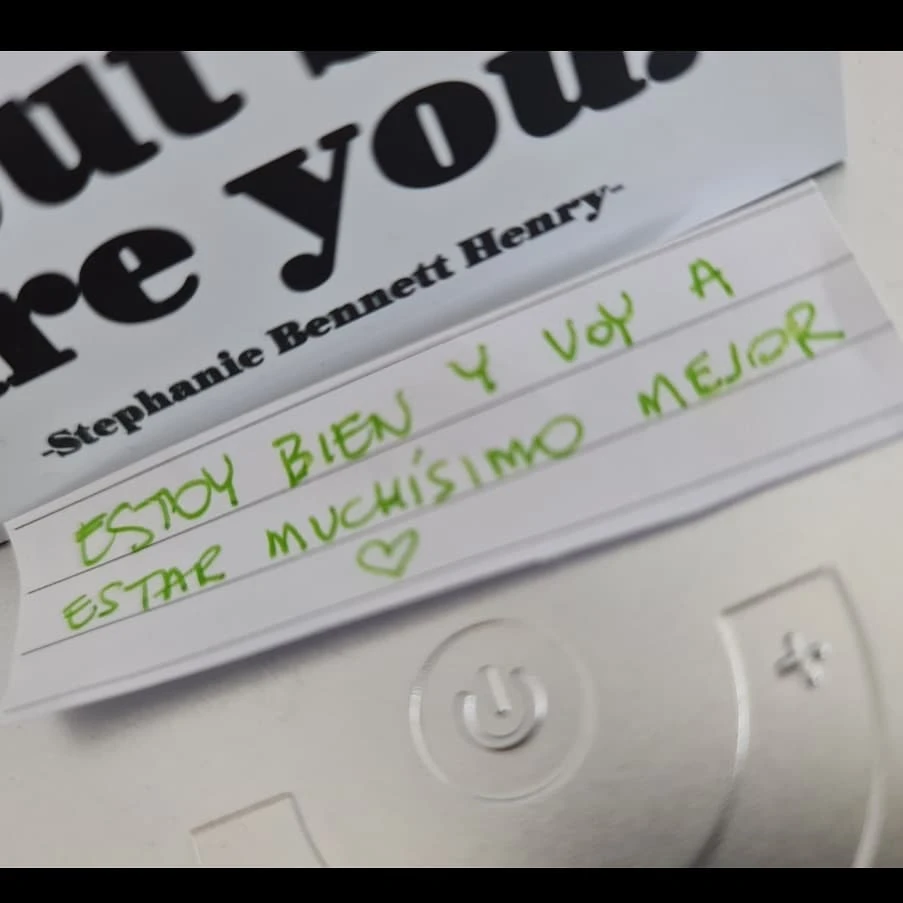 re you.
-Stephanie Bennett Henry-
ESTOY BIEN Y VOY A
ESTAR MUCHÍSIMO MEJOR
♡
+